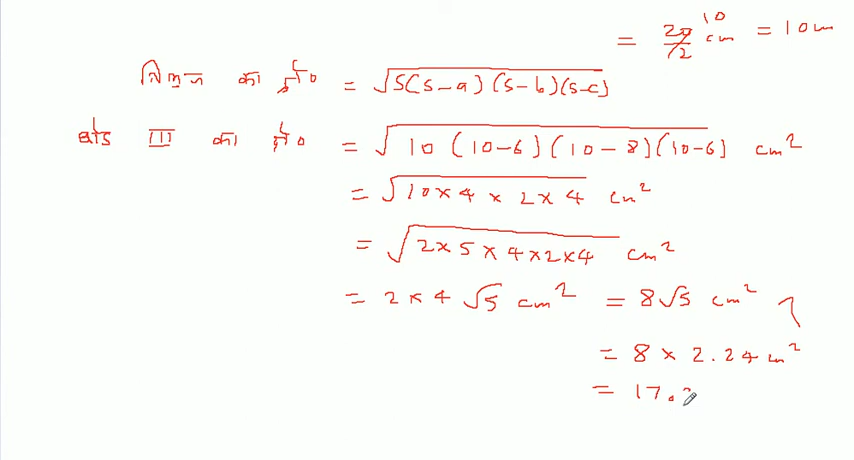 = 20/2 10 cm = 10 cm
त्रिभुज का क्षे० = √s(s-a)(s-b)(s-c)
खंड III का क्षे० = √10(10-6)(10-8)(10-6) cm²
= √10×4×2×4 cm²
= √2×5×4×2×4 cm²
= 2×4√5 cm² = 8√5 cm²
= 8×2.24 cm²
= 17.